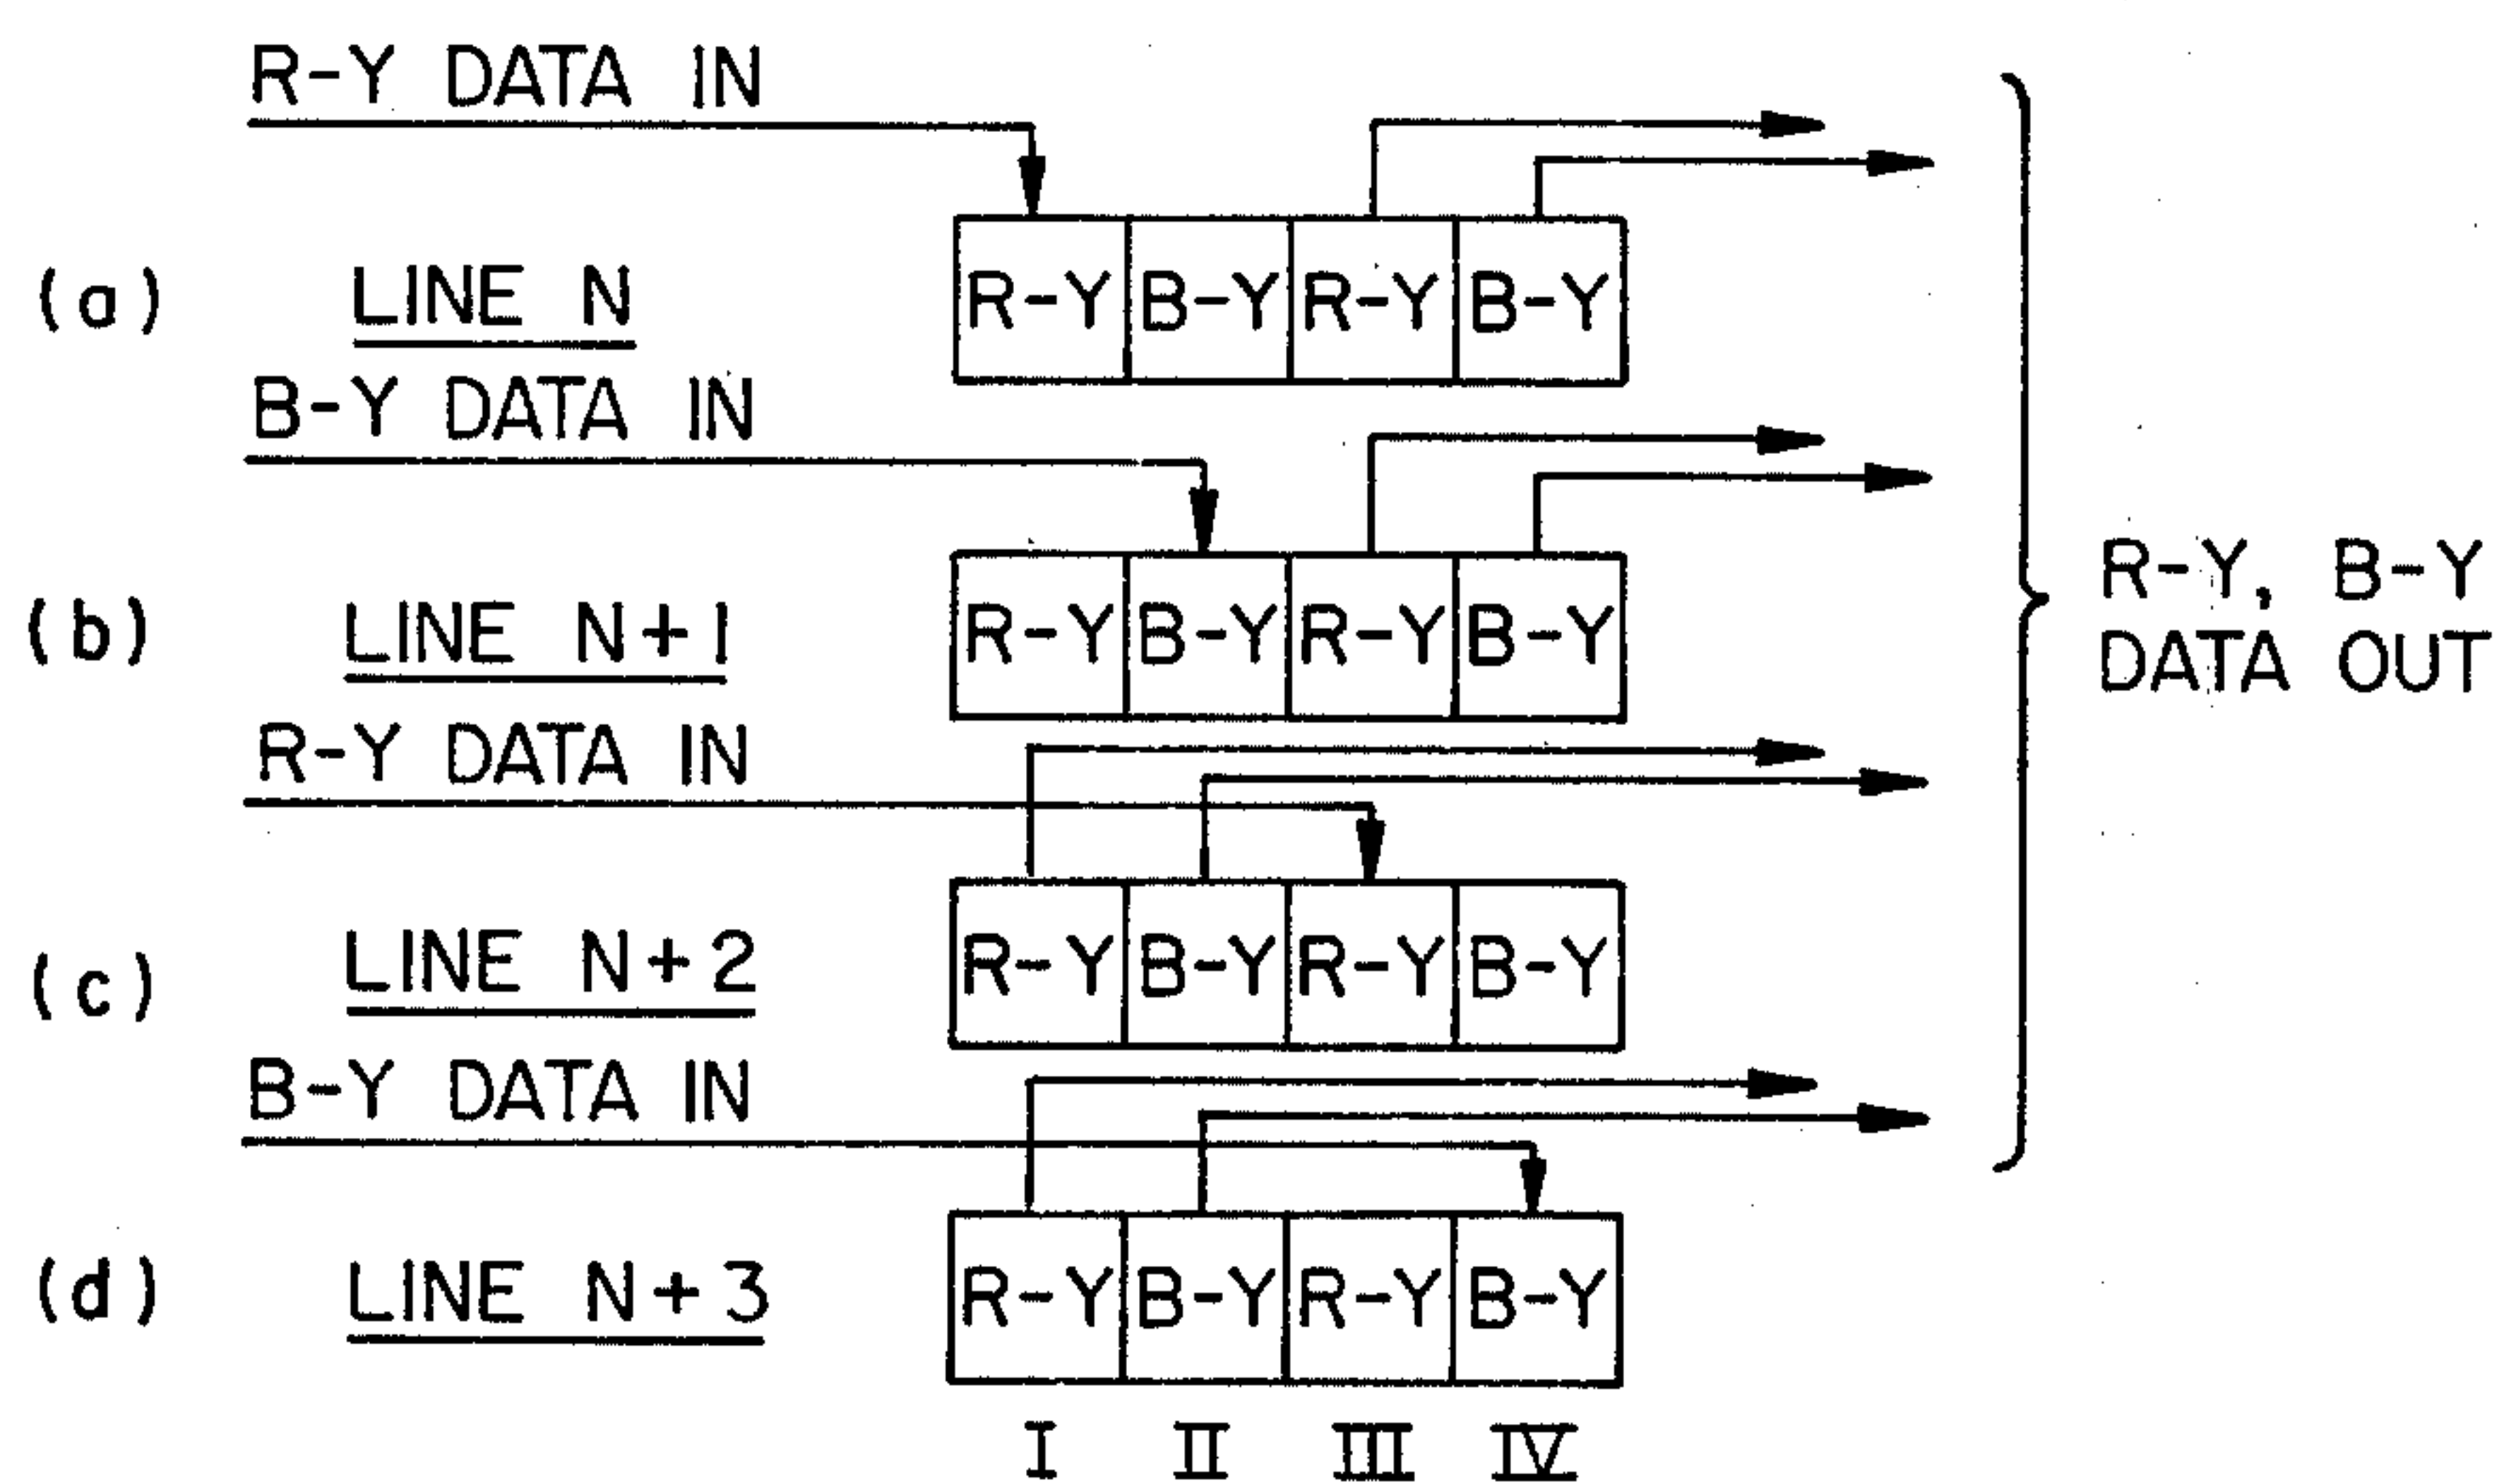 R-Y DATA IN
(a) LINE N
R-Y B-Y R-Y B-Y
B-Y DATA IN
(b) LINE N+1
R-Y B-Y R-Y B-Y
R-Y, B-Y
DATA OUT
R-Y DATA IN
(c) LINE N+2
R-Y B-Y R-Y B-Y
B-Y DATA IN
(d) LINE N+3
R-Y B-Y R-Y B-Y
I II III IV